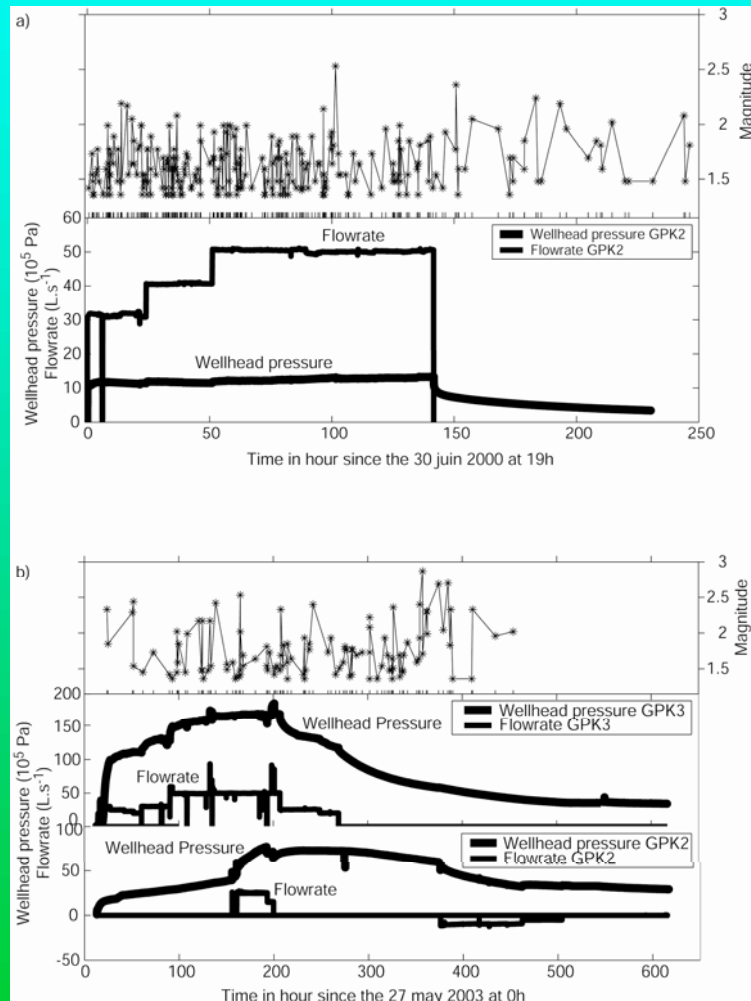 a)
3
2.5
2
1.5
Magnitude
60
50
40
30
20
10
0
Wellhead pressure (10⁵ Pa)
Flowrate (L.s⁻¹)
Flowrate
Wellhead pressure GPK2
Flowrate GPK2
Wellhead pressure
0 50 100 150 200 250
Time in hour since the 30 juin 2000 at 19h
b)
3
2.5
2
1.5
Magnitude
200
150
100
50
0
Wellhead pressure (10⁵ Pa)
Flowrate (L.s⁻¹)
Wellhead Pressure
Wellhead pressure GPK3
Flowrate GPK3
Flowrate
100
50
0
-50
Wellhead Pressure
Wellhead pressure GPK2
Flowrate GPK2
Flowrate
0 100 200 300 400 500 600
Time in hour since the 27 may 2003 at 0h